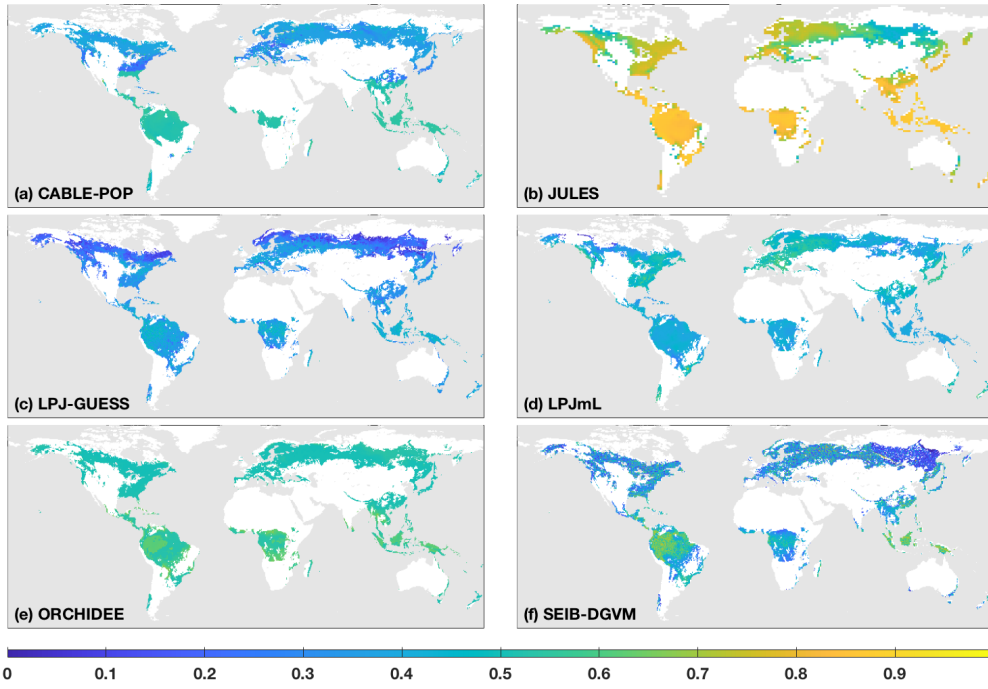 (a) CABLE-POP
(b) JULES
(c) LPJ-GUESS
(d) LPJmL
(e) ORCHIDEE
(f) SEIB-DGVM
0 0.1 0.2 0.3 0.4 0.5 0.6 0.7 0.8 0.9